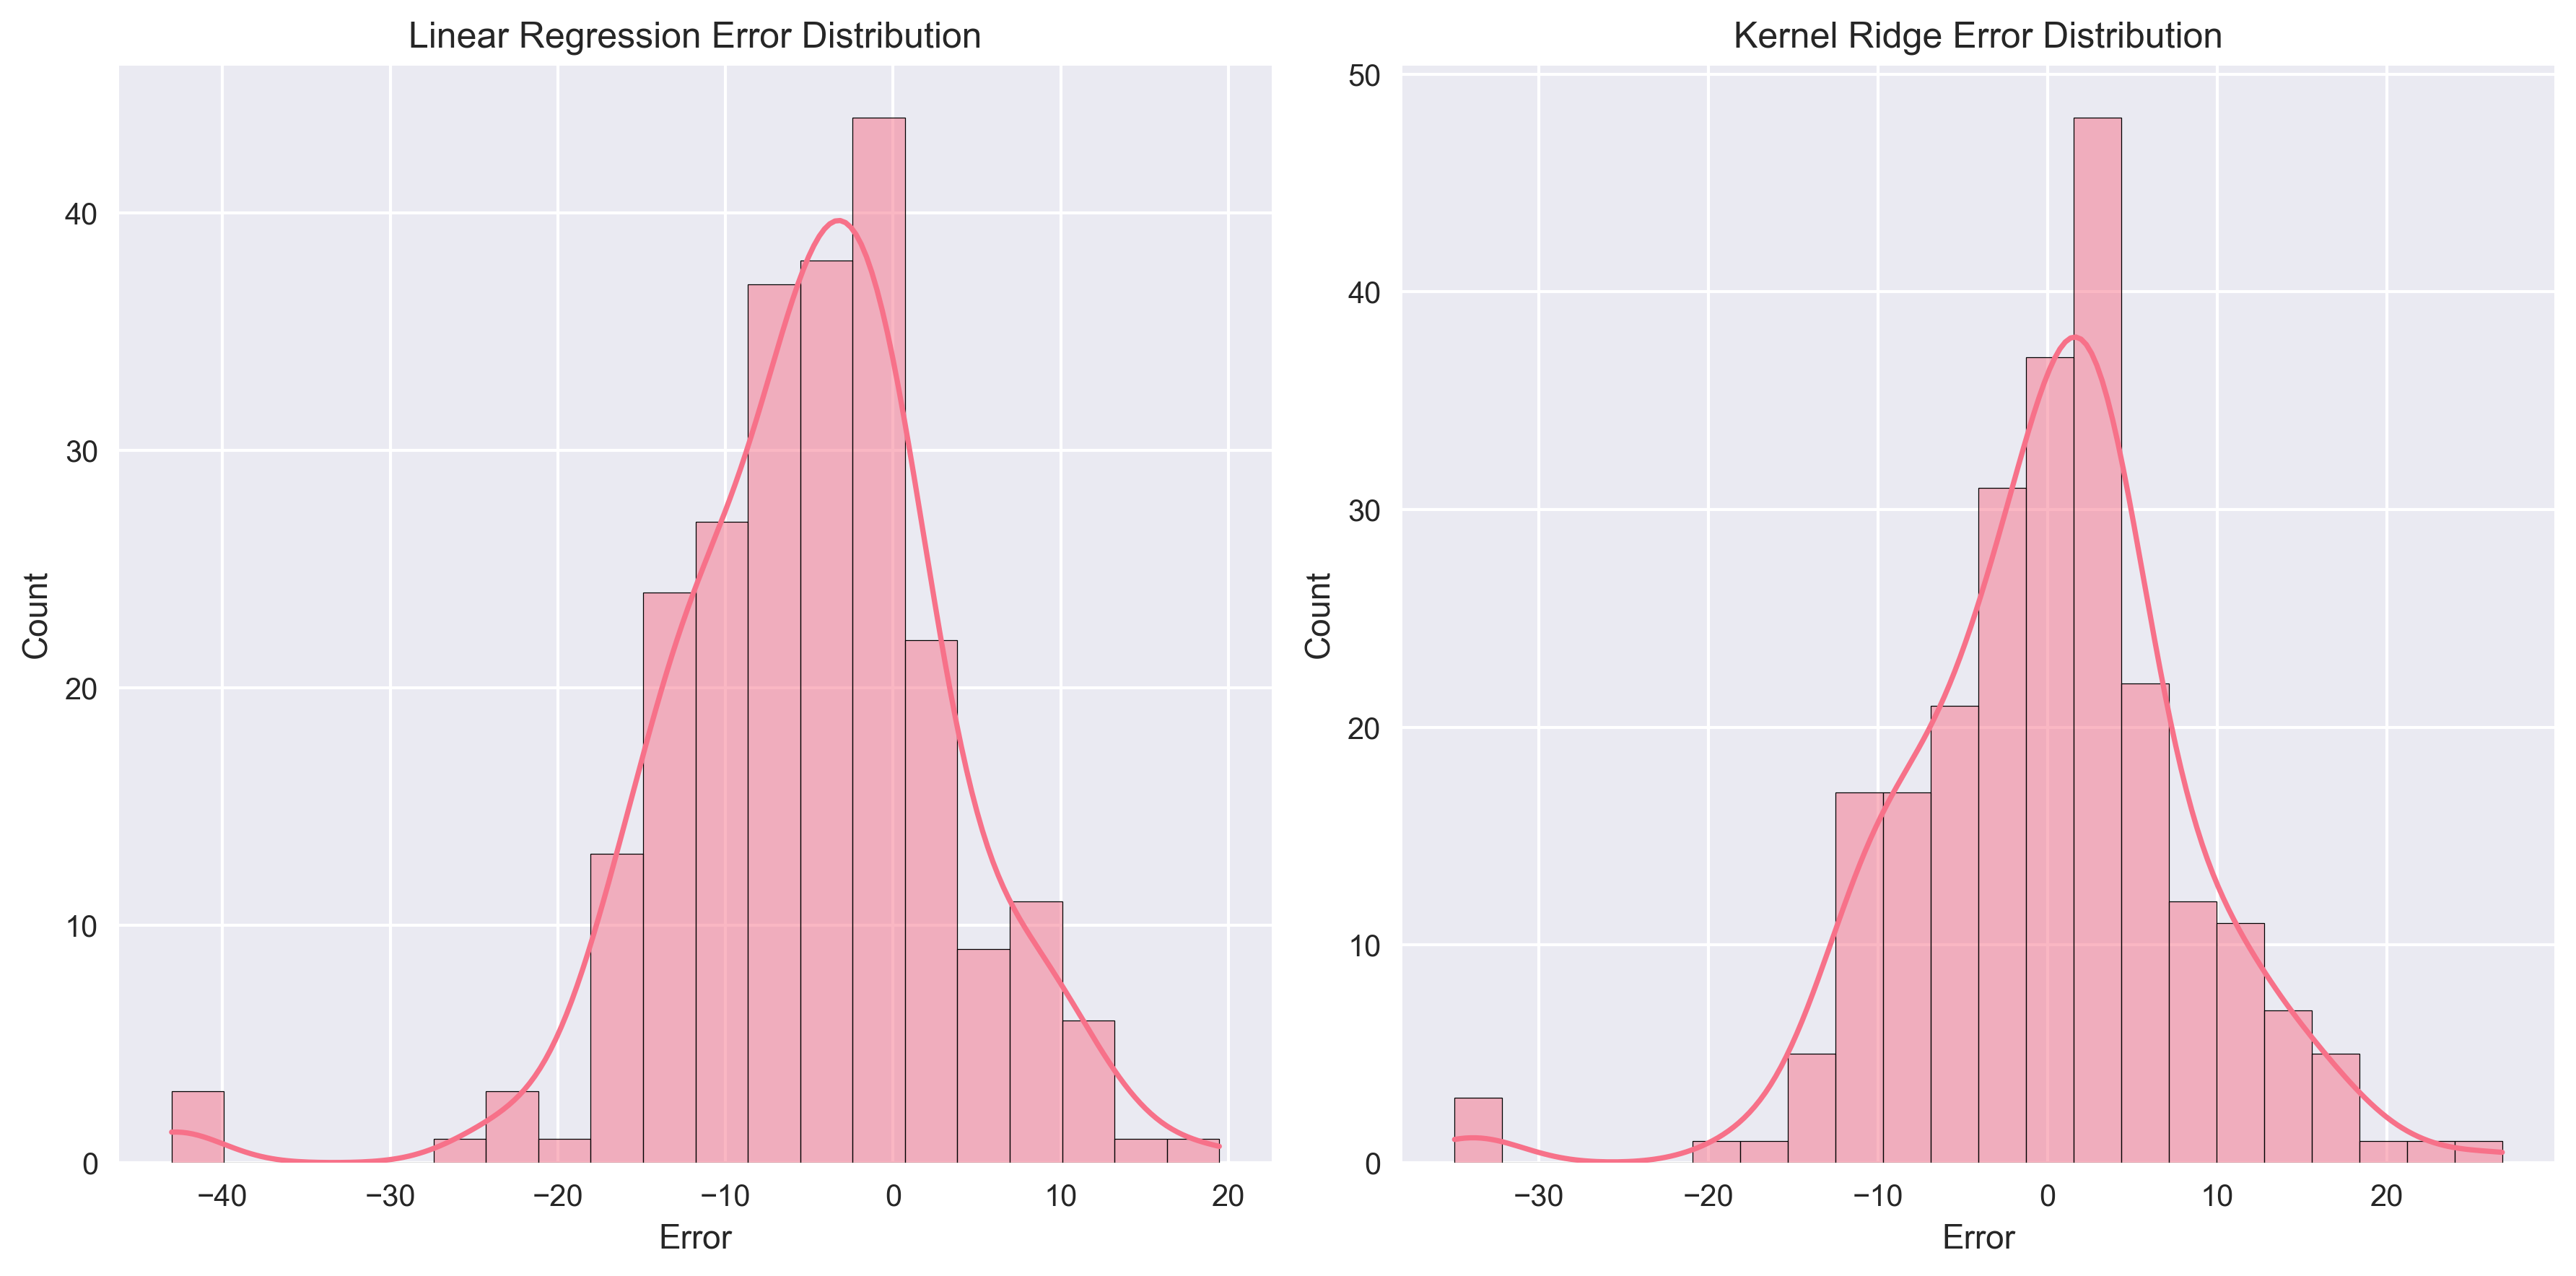 Linear Regression Error Distribution
Count
40
30
20
10
0
−40 −30 −20 −10 0 10 20
Error
Kernel Ridge Error Distribution
Count
50
40
30
20
10
0
−30 −20 −10 0 10 20
Error